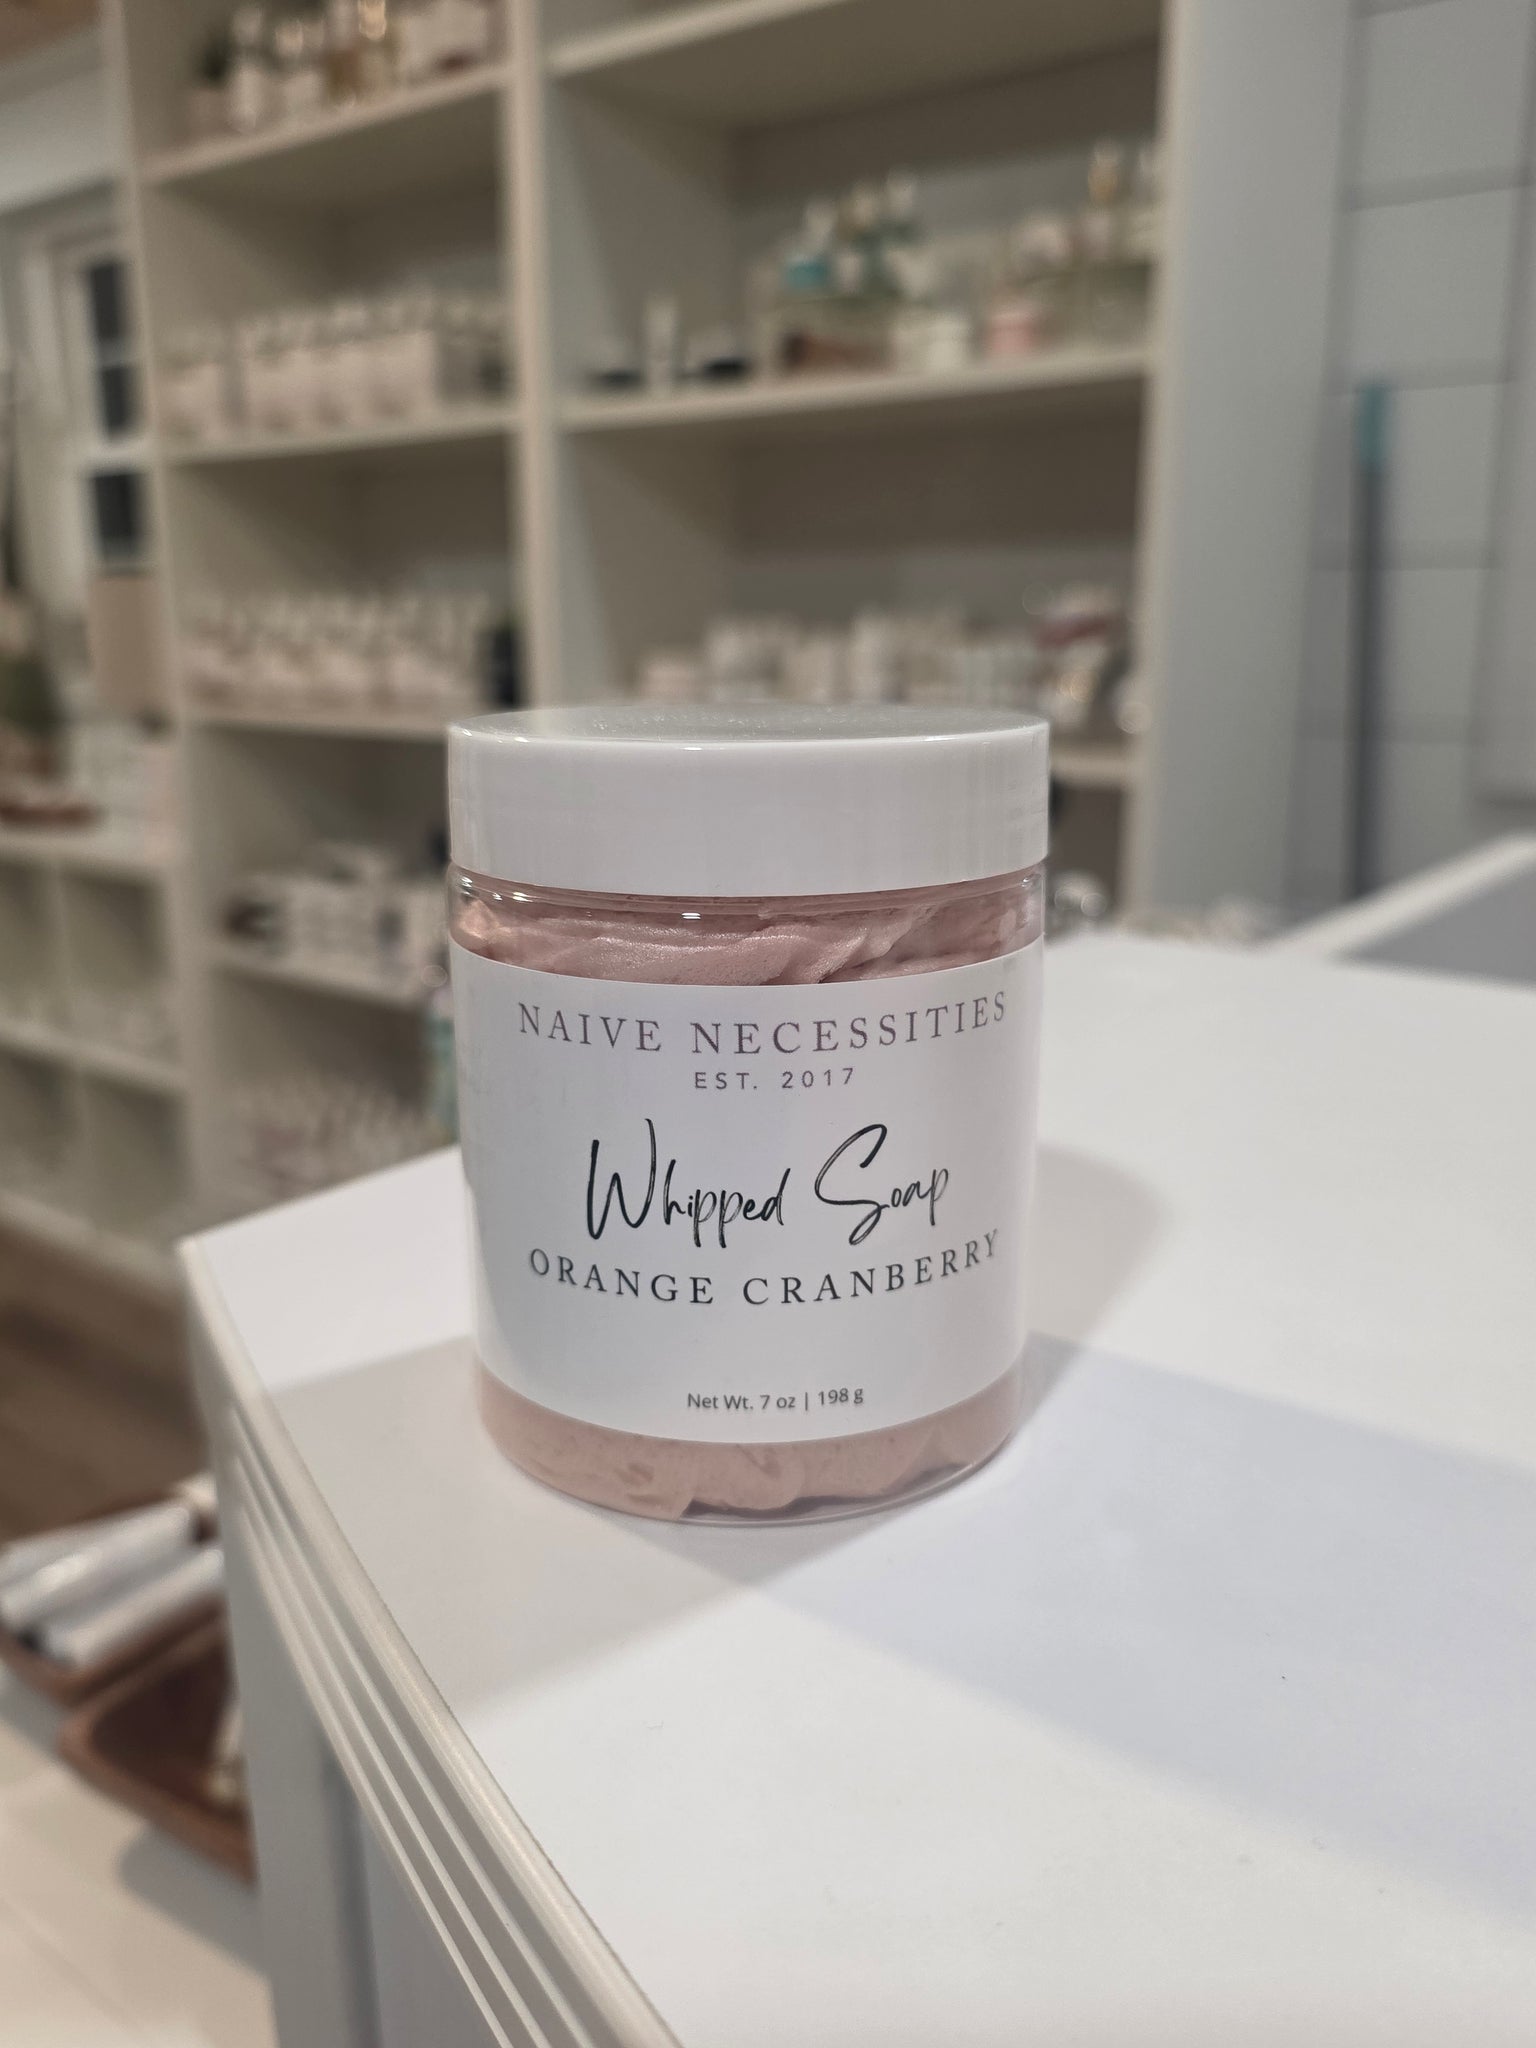 NAIVE NECESSITIES
EST. 2017
Whipped Soap
ORANGE CRANBERRY
Net Wt. 7 oz | 198 g